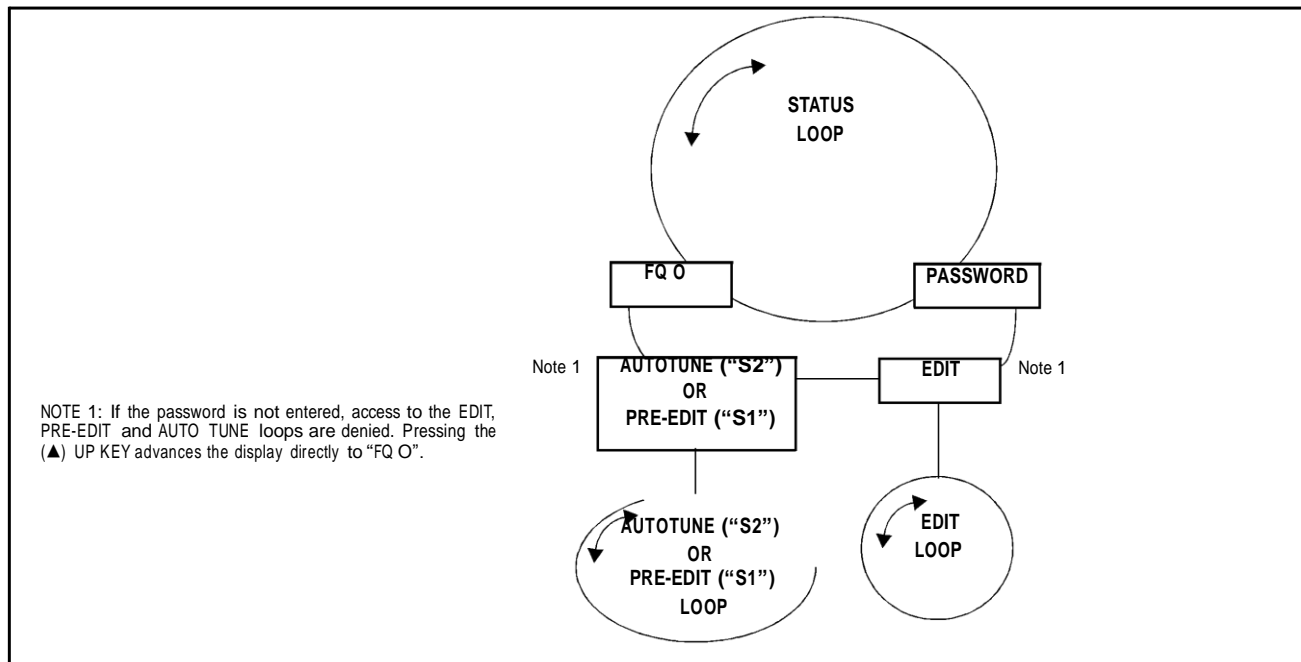 STATUS
LOOP
FQ O
PASSWORD
Note 1
AUTOTUNE (“S2”)
OR
PRE-EDIT (“S1”)
EDIT
Note 1
NOTE 1: If the password is not entered, access to the EDIT,
PRE-EDIT and AUTO TUNE loops are denied. Pressing the
(▲) UP KEY advances the display directly to “FQ O”.
AUTOTUNE (“S2”)
OR
PRE-EDIT (“S1”)
LOOP
EDIT
LOOP